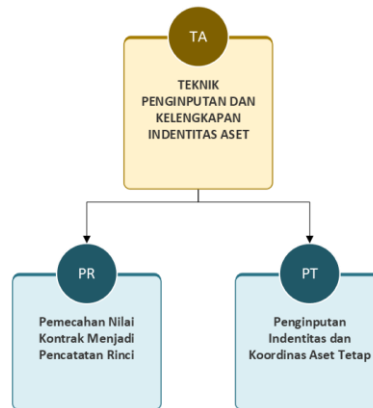 TA
TEKNIK
PENGINPUTAN DAN
KELENGKAPAN
INDENTITAS ASET
PR
Pemecahan Nilai
Kontrak Menjadi
Pencatatan Rinci
PT
Penginputan
Indentitas dan
Koordinas Aset Tetap